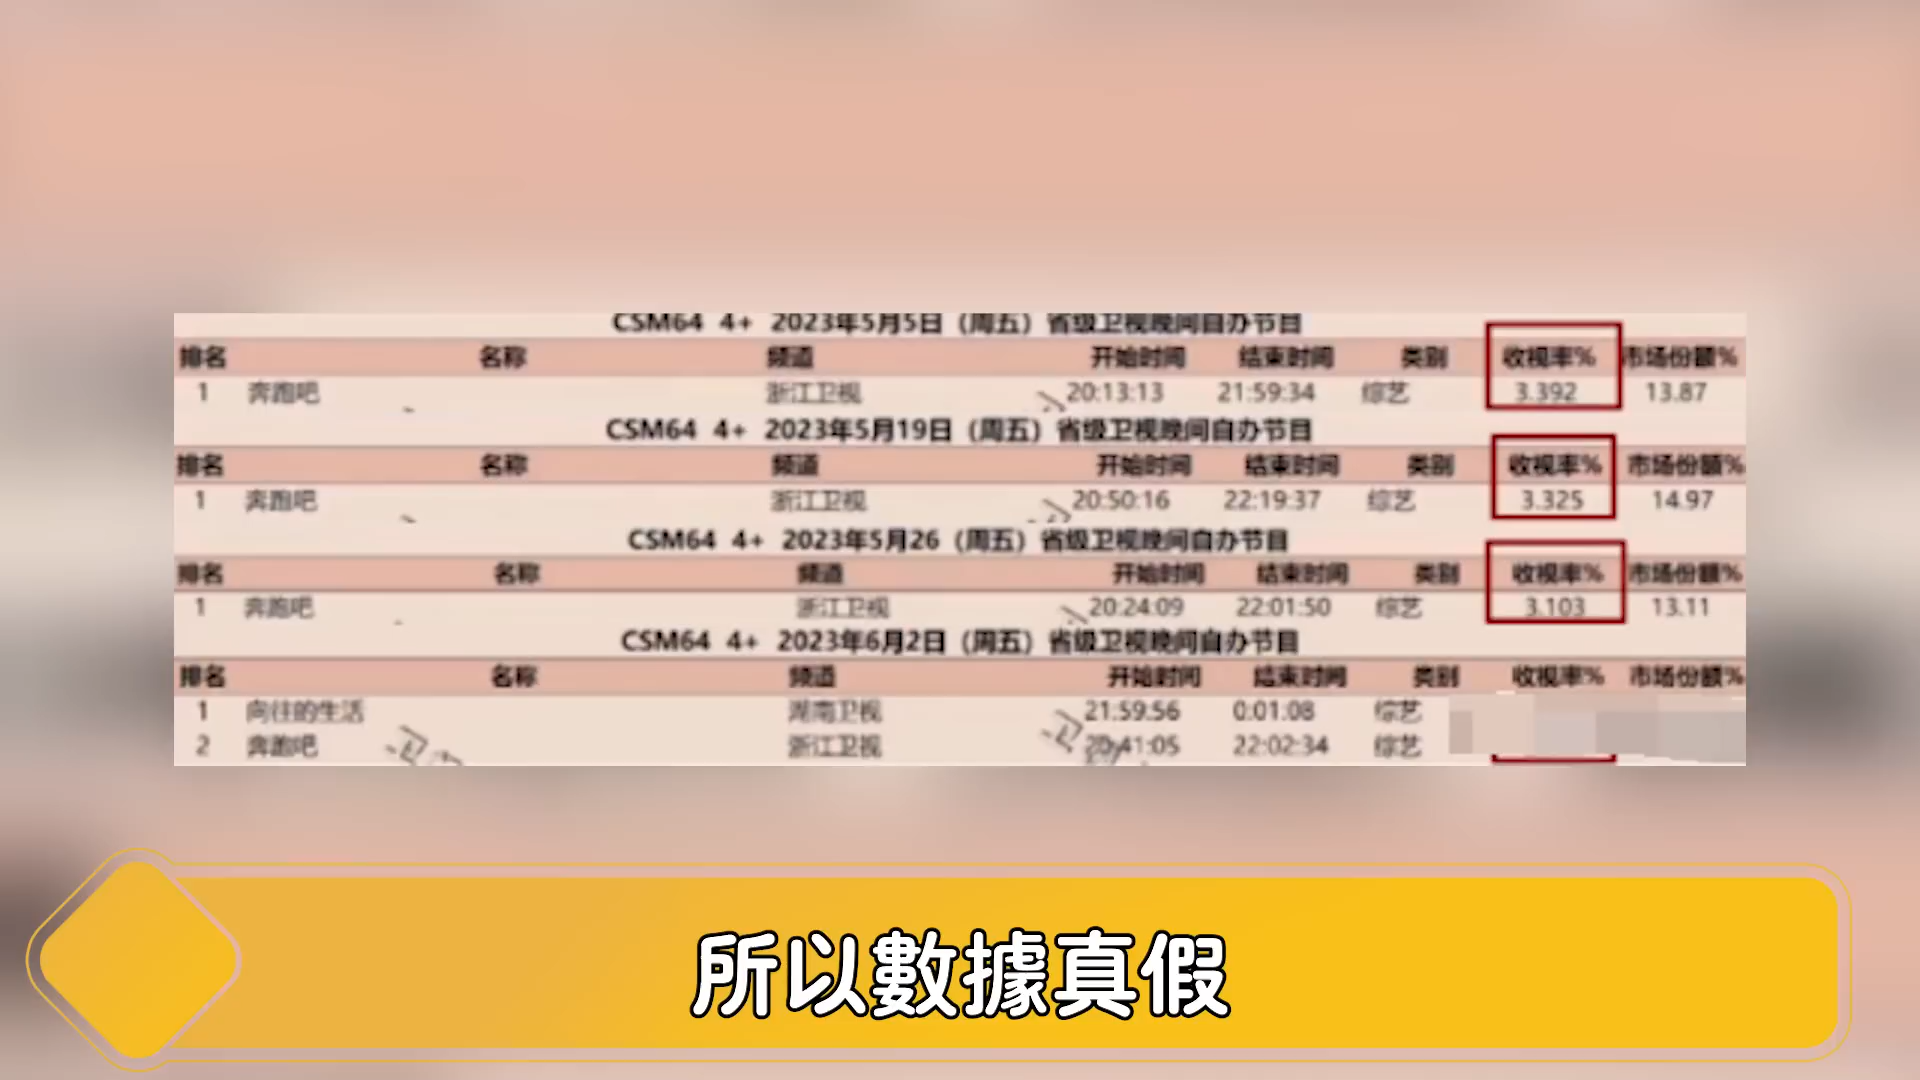 CSM64 4+ 2023年5月5日（周五）省级卫视晚间自办节目
排名 名称 频道 开始时间 结束时间 类别 收视率% 市场份额%
1 奔跑吧 浙江卫视 20:13:13 21:59:34 综艺 3.392 13.87
CSM64 4+ 2023年5月19日（周五）省级卫视晚间自办节目
排名 名称 频道 开始时间 结束时间 类别 收视率% 市场份额%
1 奔跑吧 浙江卫视 20:50:16 22:19:37 综艺 3.325 14.97
CSM64 4+ 2023年5月26（周五）省级卫视晚间自办节目
排名 名称 频道 开始时间 结束时间 类别 收视率% 市场份额%
1 奔跑吧 浙江卫视 20:24:09 22:01:50 综艺 3.103 13.11
CSM64 4+ 2023年6月2日（周五）省级卫视晚间自办节目
排名 名称 频道 开始时间 结束时间 类别 收视率% 市场份额%
1 向往的生活 湖南卫视 21:59:56 0:01:08 综艺
2 奔跑吧 浙江卫视 20:41:05 22:02:34 综艺
所以數據真假